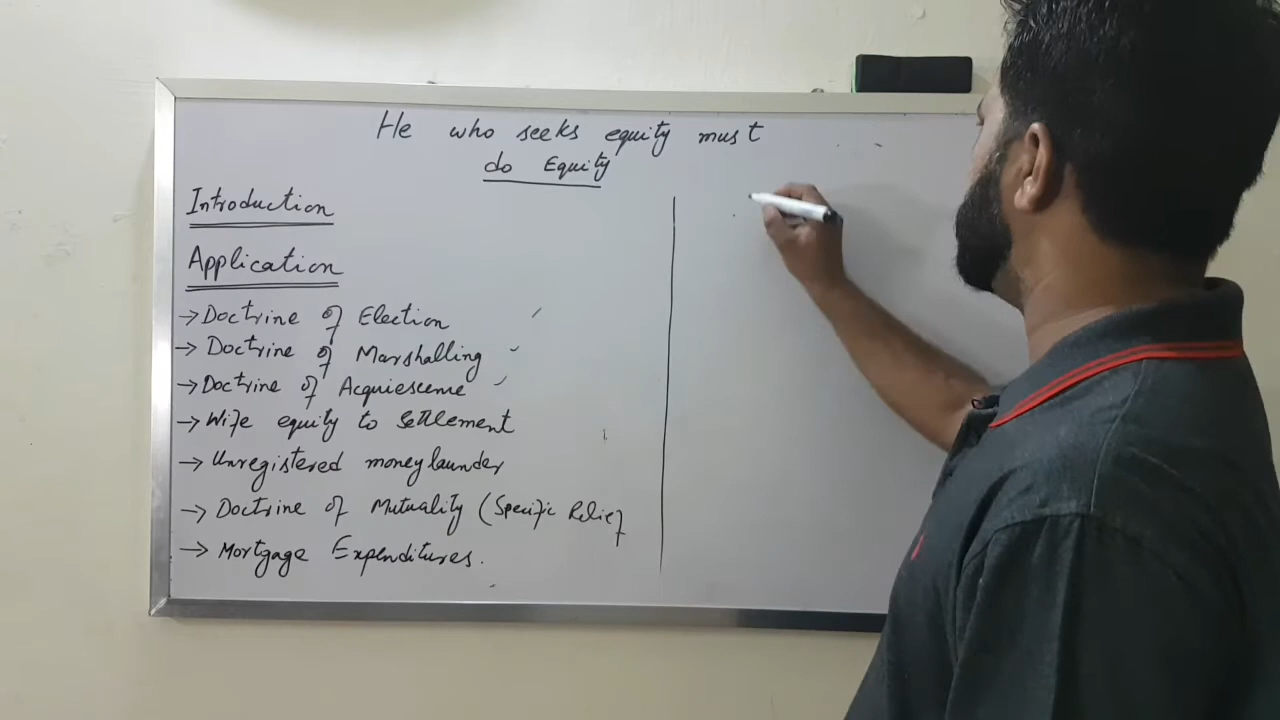 He who seeks equity must
do Equity
Introduction
Application
→ Doctrine of Election
→ Doctrine of Marshalling
→ Doctrine of Acquiescence
→ Wife equity to Settlement
→ Unregistered money launder
→ Doctrine of Mutuality (Specific Relief
→ Mortgage Expenditures.